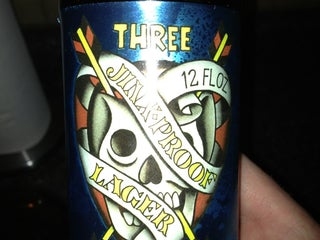 THREE
12 FL OZ
JINX PROOF
LAGER